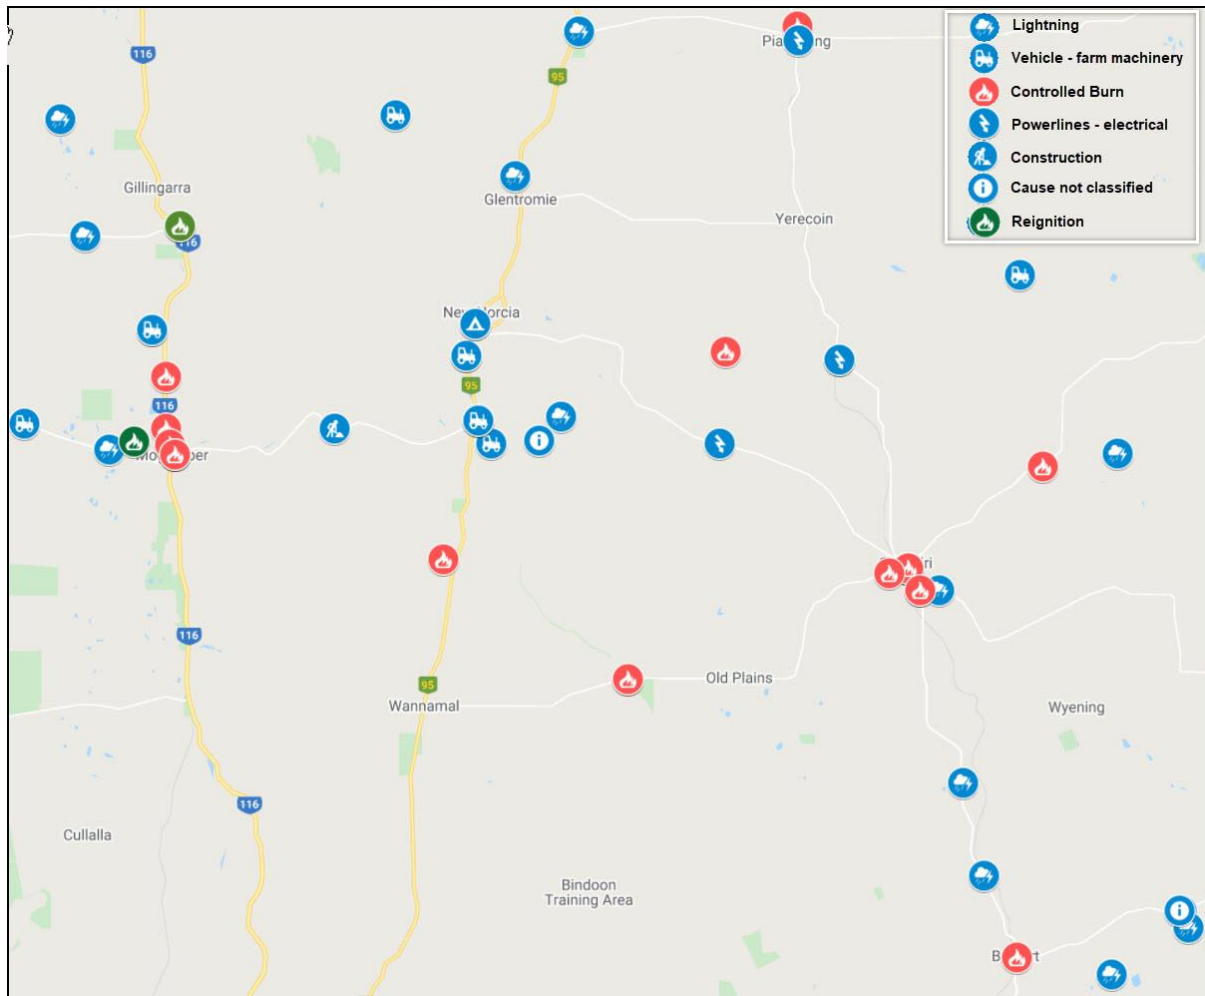 116
95
Lightning
Vehicle - farm machinery
Controlled Burn
Powerlines - electrical
Construction
Cause not classified
Reignition
Gillingarra
Glentromie
Yerecoin
116
95
116
Old Plains
116
95
Wannamal
Wyening
116
Cullalla
Bindoon
Training Area